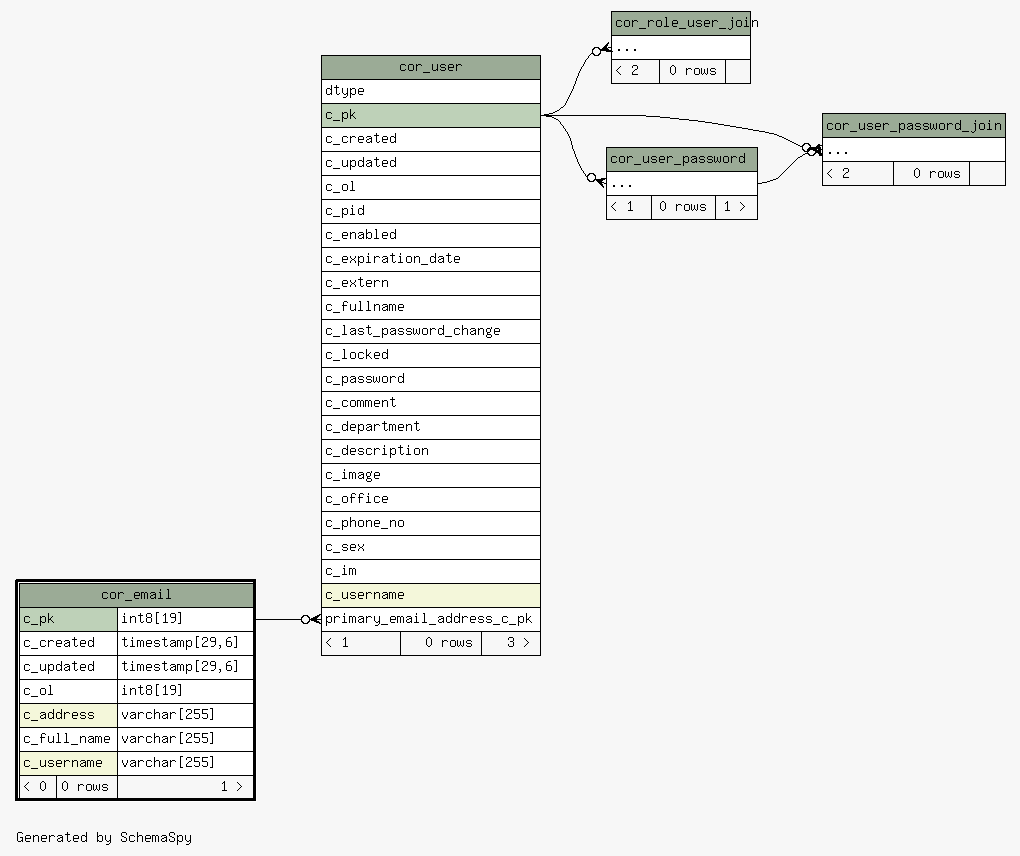 cor_role_user_join
...
< 2 0 rows
cor_user
dtype
c_pk
c_created
c_updated
c_ol
c_pid
c_enabled
c_expiration_date
c_extern
c_fullname
c_last_password_change
c_locked
c_password
c_comment
c_department
c_description
c_image
c_office
c_phone_no
c_sex
c_im
c_username
primary_email_address_c_pk
< 1 0 rows 3 >
cor_user_password_join
...
< 2 0 rows
cor_user_password
...
< 1 0 rows 1 >
cor_email
c_pk int8[19]
c_created timestamp[29,6]
c_updated timestamp[29,6]
c_ol int8[19]
c_address varchar[255]
c_full_name varchar[255]
c_username varchar[255]
< 0 0 rows 1 >
Generated by SchemaSpy